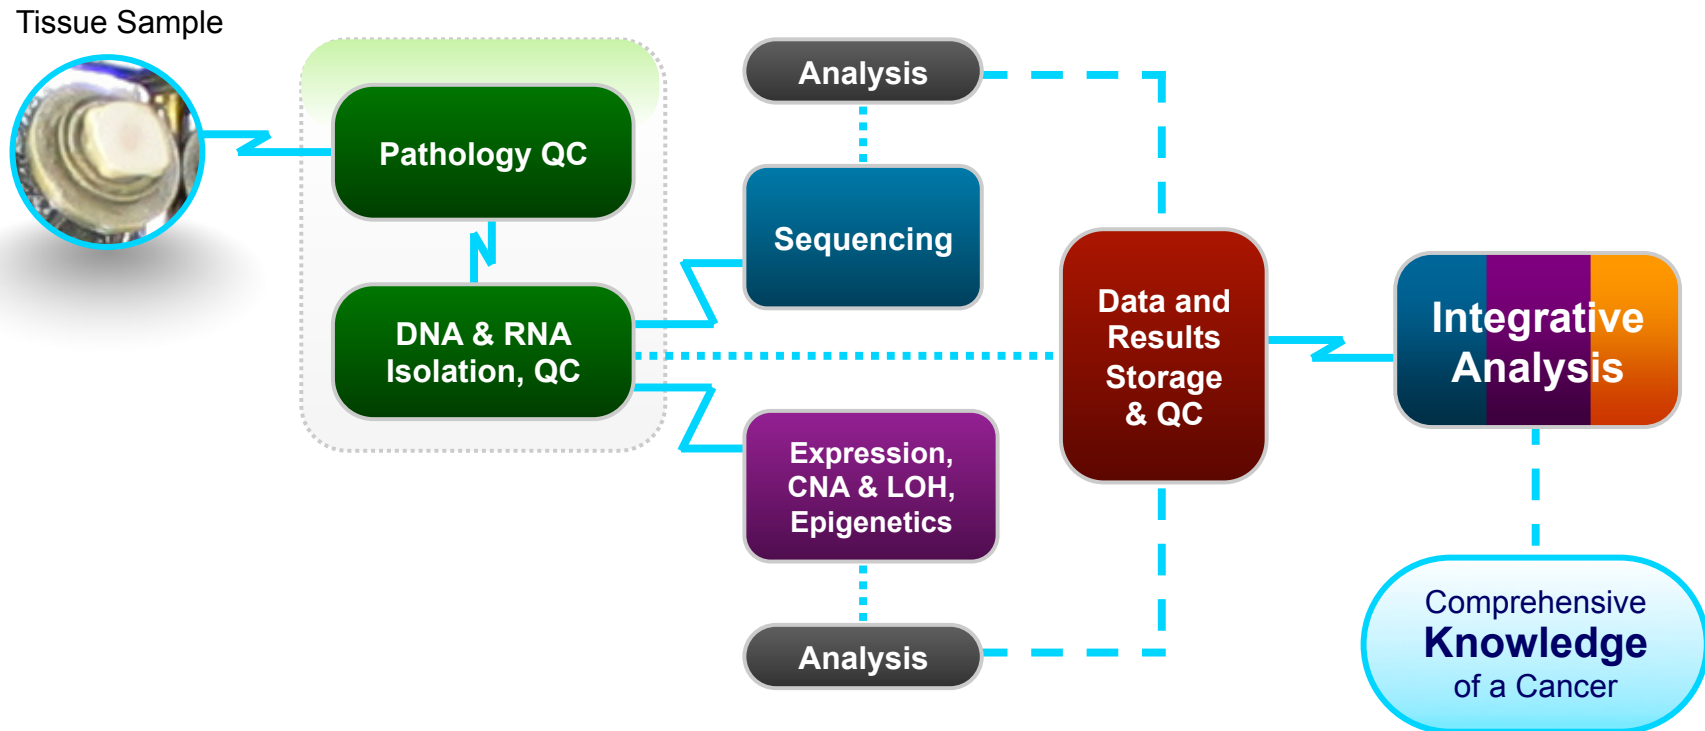 Tissue Sample
Pathology QC
DNA & RNA
Isolation, QC
Analysis
Sequencing
Expression,
CNA & LOH,
Epigenetics
Analysis
Data and
Results
Storage
& QC
Integrative
Analysis
Comprehensive
Knowledge
of a Cancer